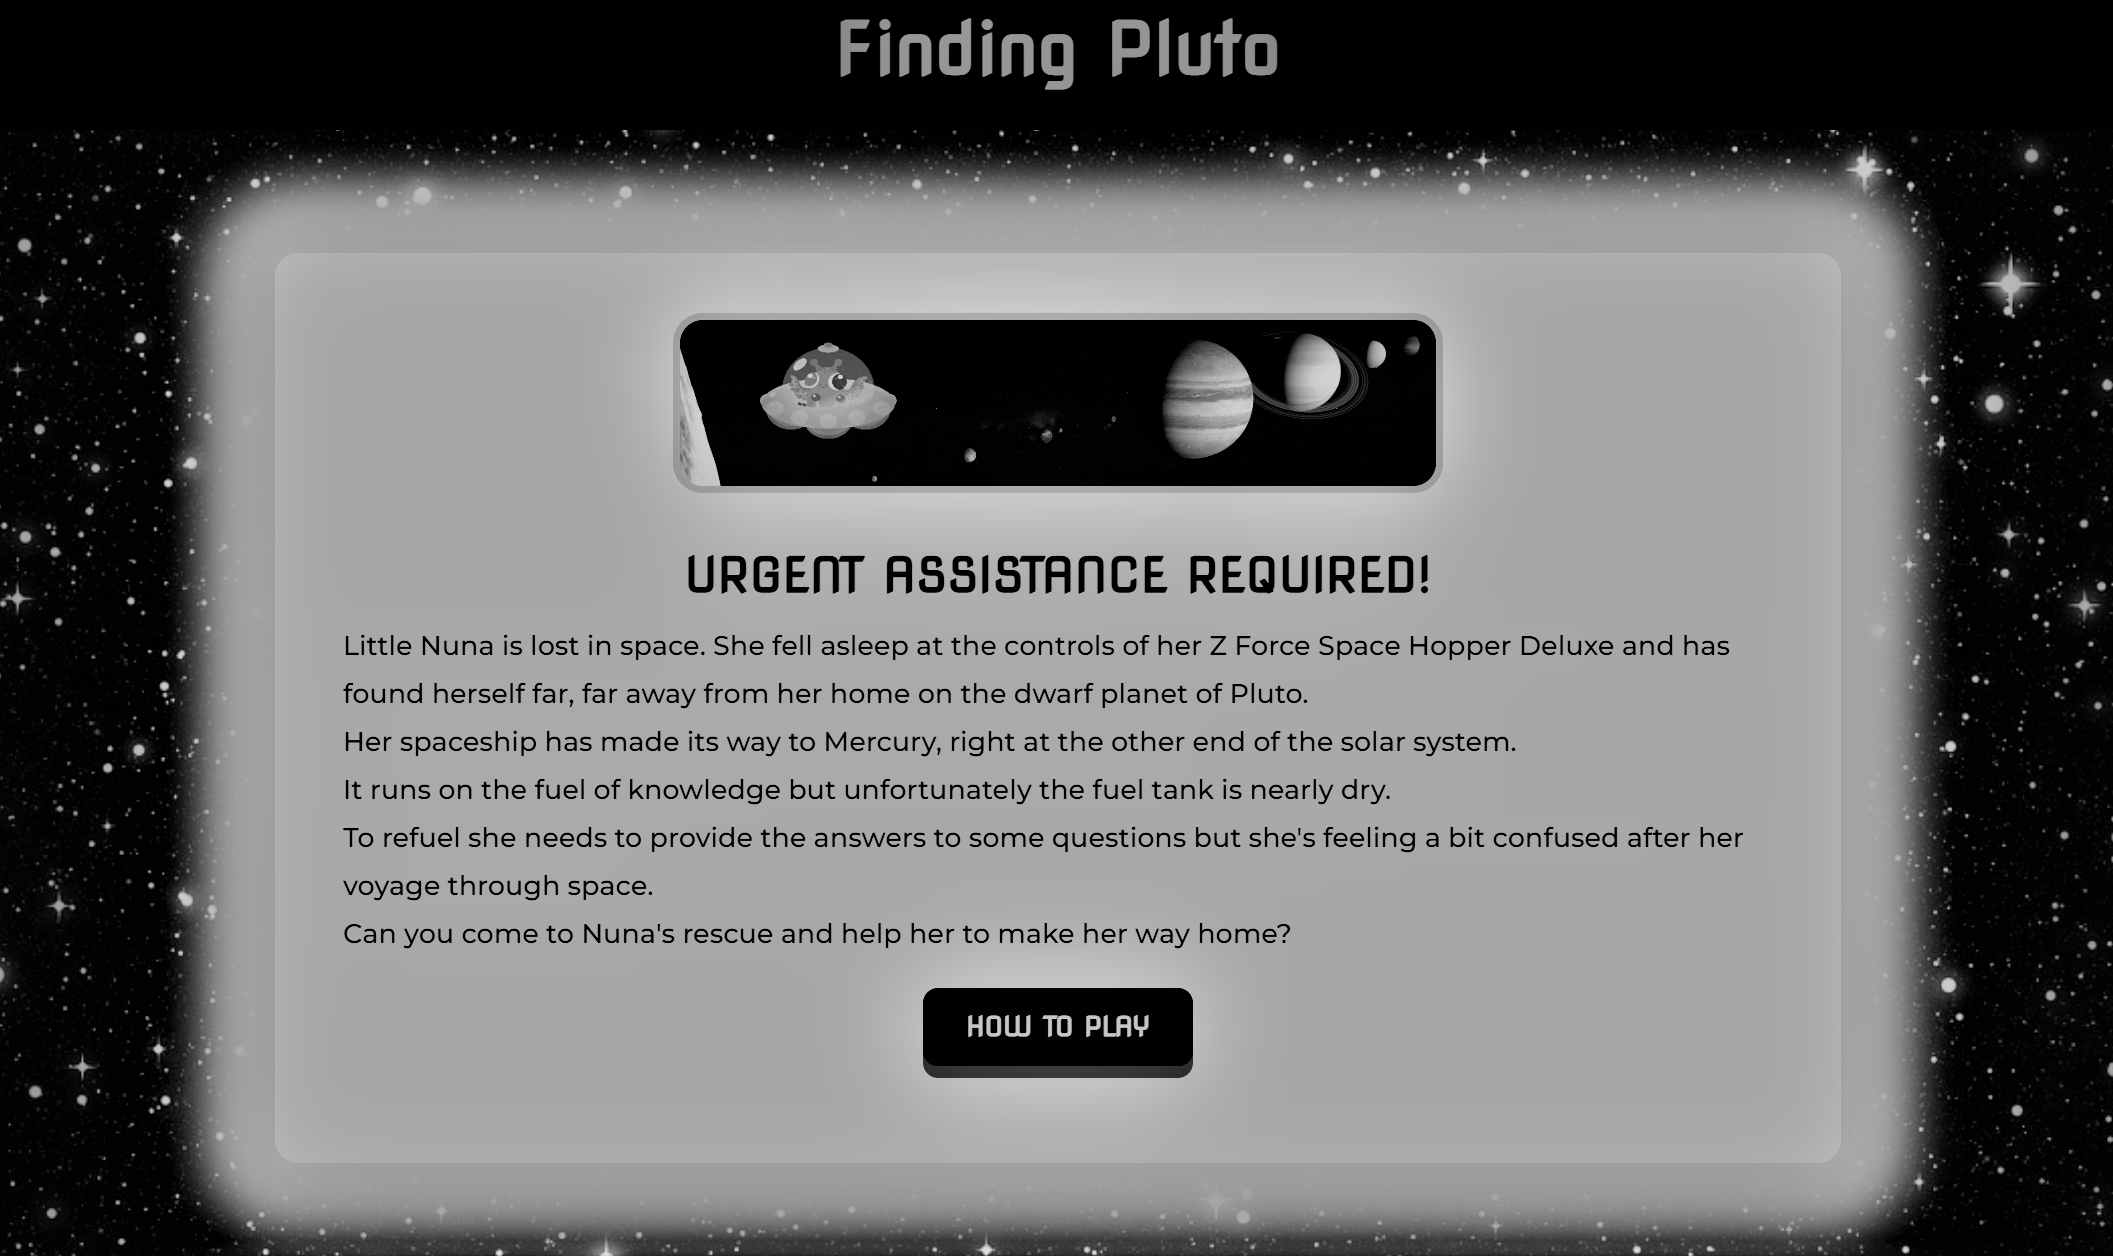 Finding Pluto
URGENT ASSISTANCE REQUIRED!
Little Nuna is lost in space. She fell asleep at the controls of her Z Force Space Hopper Deluxe and has
found herself far, far away from her home on the dwarf planet of Pluto.
Her spaceship has made its way to Mercury, right at the other end of the solar system.
It runs on the fuel of knowledge but unfortunately the fuel tank is nearly dry.
To refuel she needs to provide the answers to some questions but she's feeling a bit confused after her
voyage through space.
Can you come to Nuna's rescue and help her to make her way home?
HOW TO PLAY